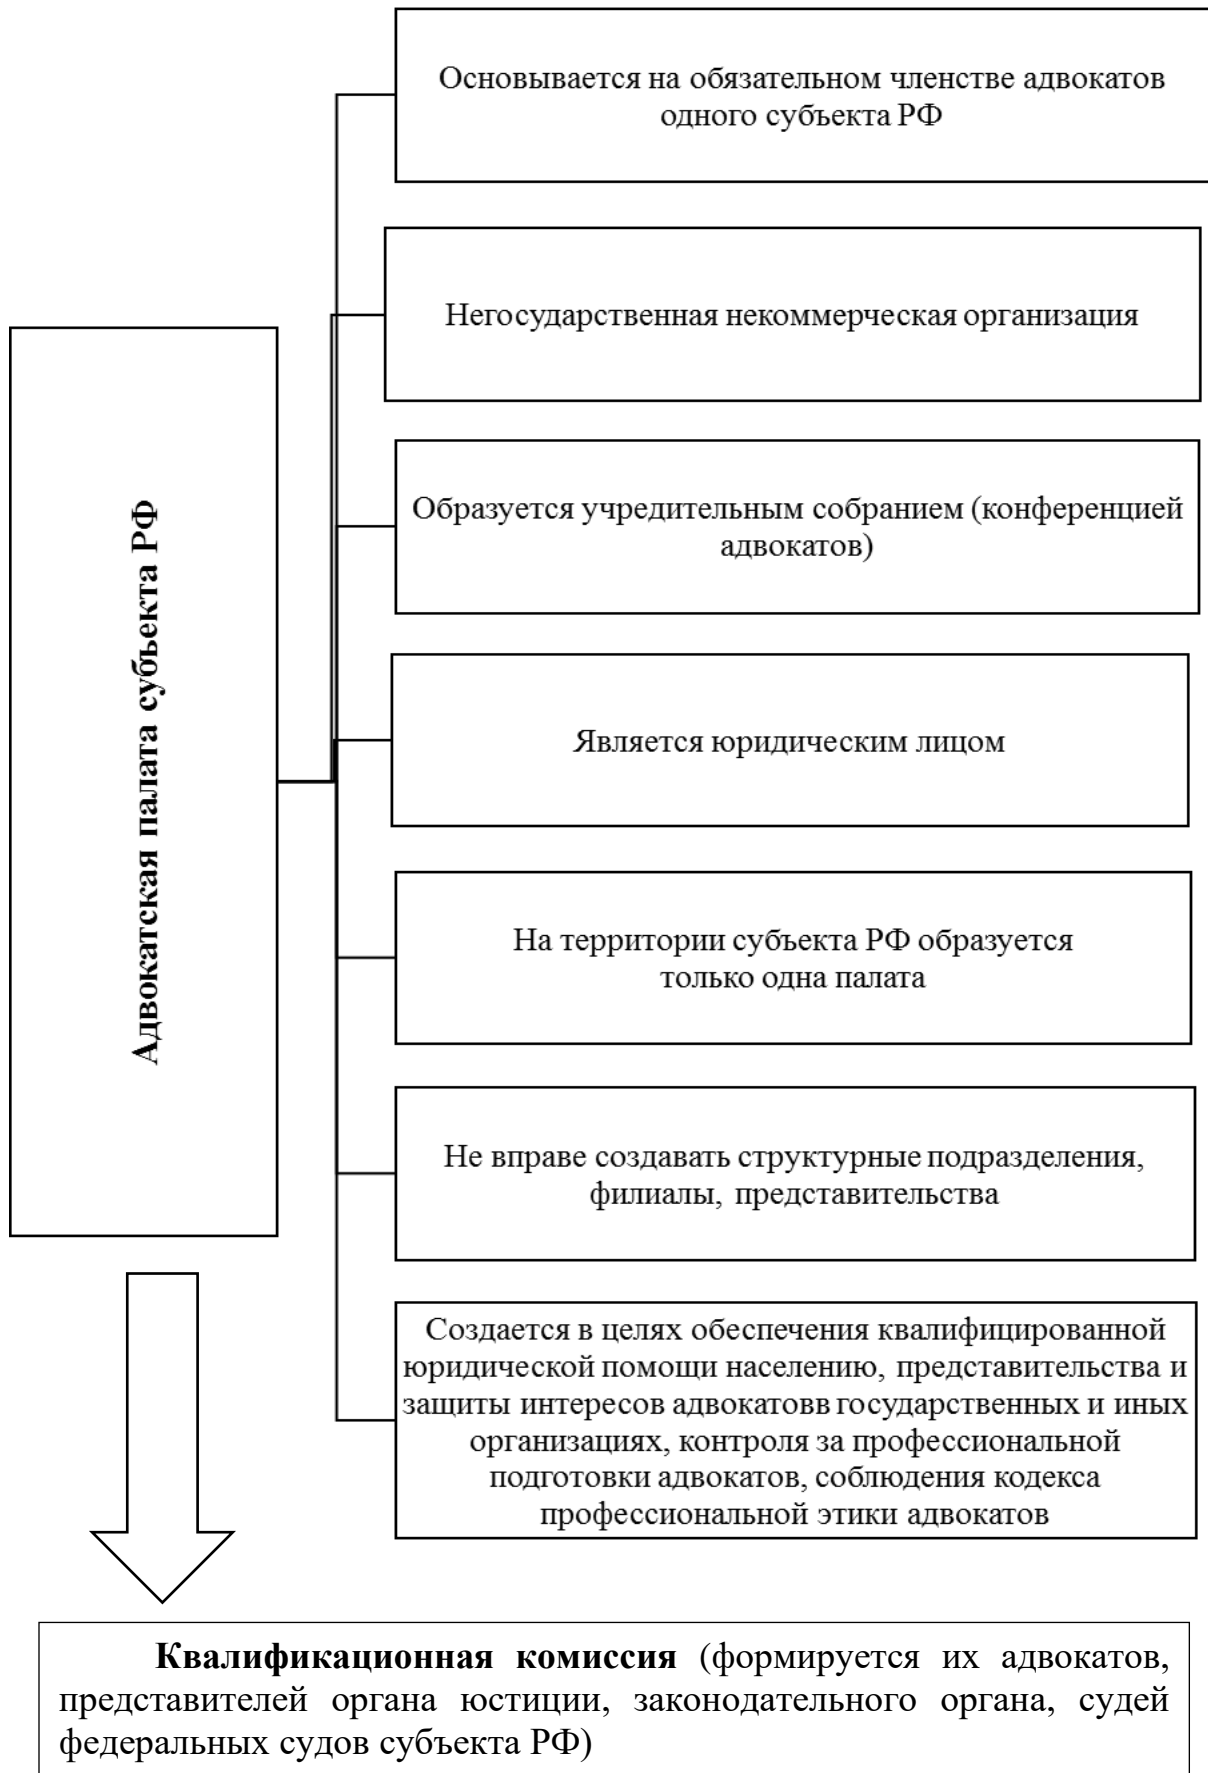 Основывается на обязательном членстве адвокатов
одного субъекта РФ
Негосударственная некоммерческая организация
Адвокатская палата субъекта РФ
Образуется учредительным собранием (конференцией
адвокатов)
Является юридическим лицом
На территории субъекта РФ образуется
только одна палата
Не вправе создавать структурные подразделения,
филиалы, представительства
Создается в целях обеспечения квалифицированной
юридической помощи населению, представительства и
защиты интересов адвокатовв государственных и иных
организациях, контроля за профессиональной
подготовки адвокатов, соблюдения кодекса
профессиональной этики адвокатов
Квалификационная комиссия (формируется их адвокатов,
представителей органа юстиции, законодательного органа, судей
федеральных судов субъекта РФ)